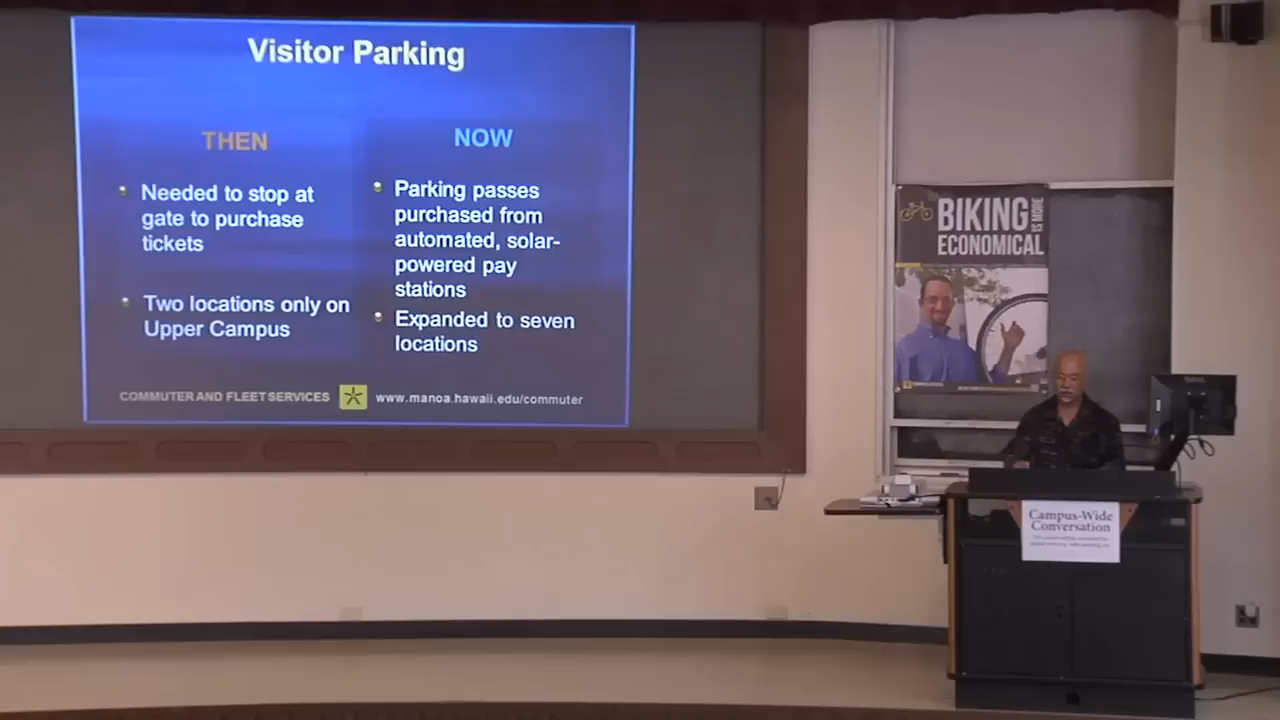 Visitor Parking
THEN
Needed to stop at
gate to purchase
tickets
Two locations only on
Upper Campus
NOW
Parking passes
purchased from
automated, solar-
powered pay
stations
Expanded to seven
locations
COMMUTER AND FLEET SERVICES
www.manoa.hawaii.edu/commuter
BIKING
IS MORE
ECONOMICAL
Campus-Wide
Conversation